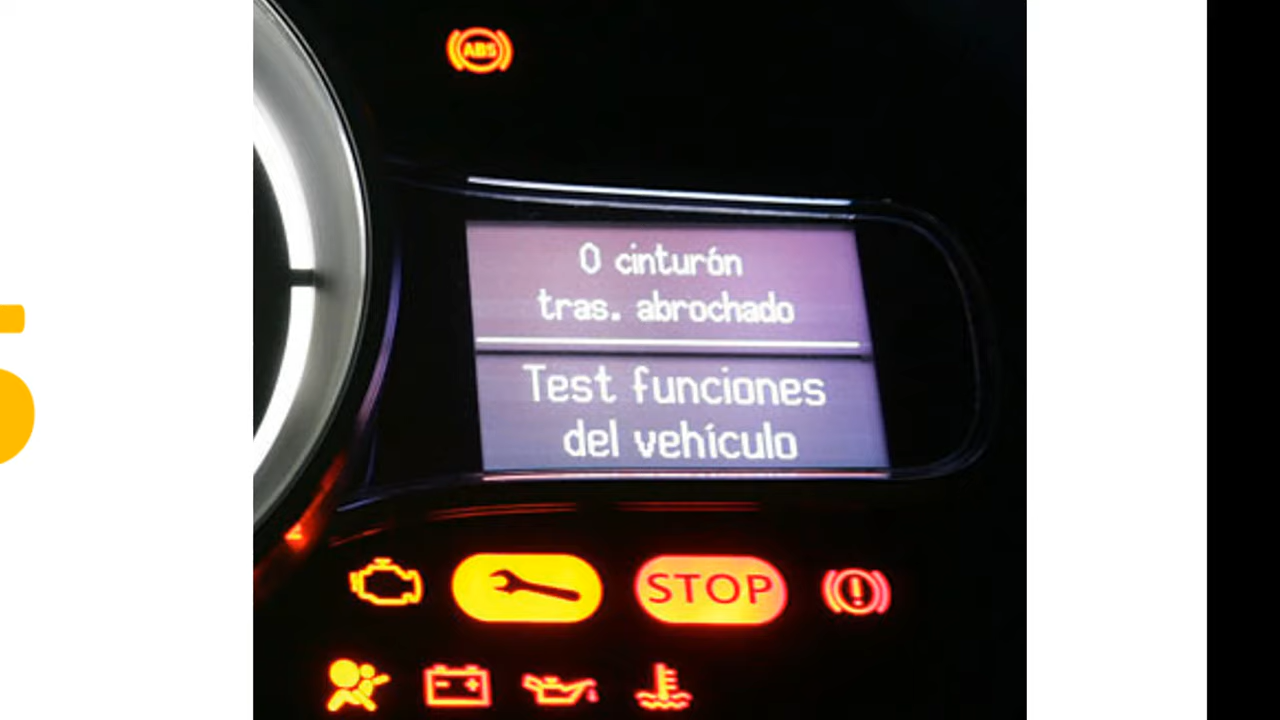 ABS
0 cinturón
tras. abrochado
Test funciones
del vehículo
STOP